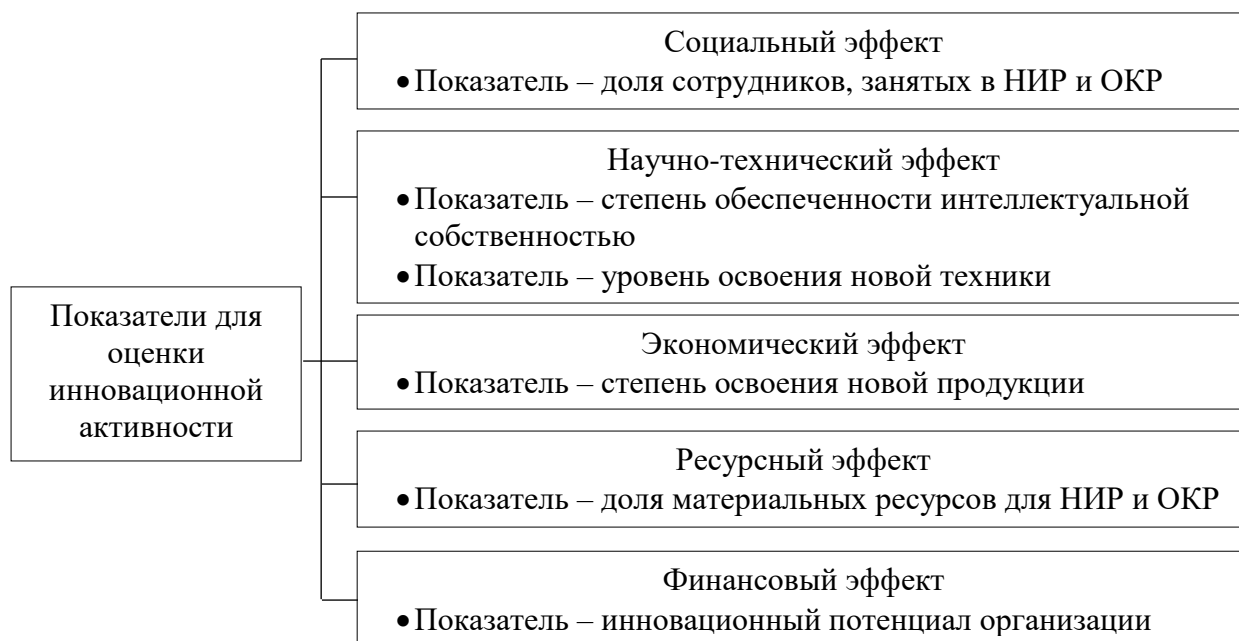 Социальный эффект
•Показатель – доля сотрудников, занятых в НИР и ОКР
Научно-технический эффект
•Показатель – степень обеспеченности интеллектуальной
собственностью
•Показатель – уровень освоения новой техники
Показатели для
оценки
инновационной
активности
Экономический эффект
•Показатель – степень освоения новой продукции
Ресурсный эффект
•Показатель – доля материальных ресурсов для НИР и ОКР
Финансовый эффект
•Показатель – инновационный потенциал организации